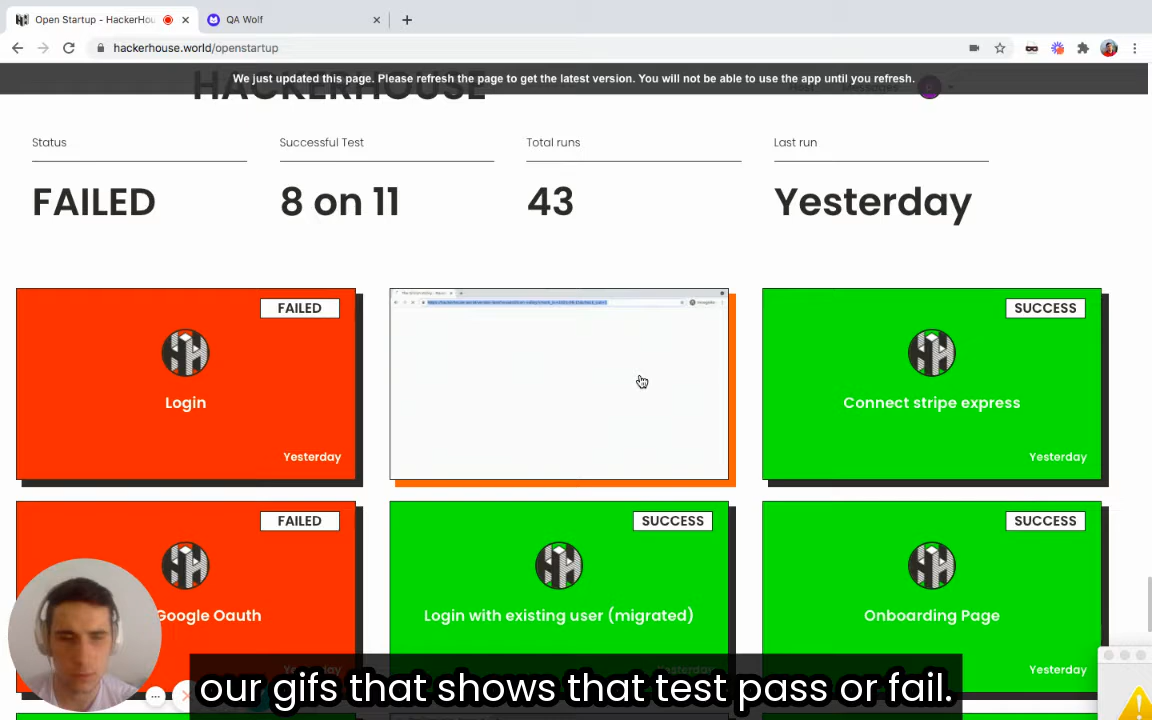 Open Startup - HackerHou
QA Wolf
hackerhouse.world/openstartup
We just updated this page. Please refresh the page to get the latest version. You will not be able to use the app until you refresh.
HACKERHOUSE
Messages
Status
Successful Test
Total runs
Last run
FAILED
8 on 11
43
Yesterday
FAILED
Login
Yesterday
SUCCESS
Connect stripe express
Yesterday
FAILED
Google Oauth
SUCCESS
Login with existing user (migrated)
Yesterday
SUCCESS
Onboarding Page
Yesterday
our gifs that shows that test pass or fail.